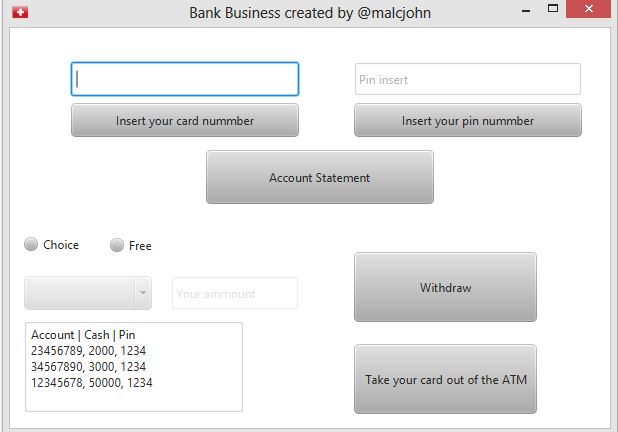 Bank Business created by @malcjohn
Pin insert
Insert your card nummber
Insert your pin nummber
Account Statement
Choice
Free
Your ammount
Withdraw
Account | Cash | Pin
23456789, 2000, 1234
34567890, 3000, 1234
12345678, 50000, 1234
Take your card out of the ATM